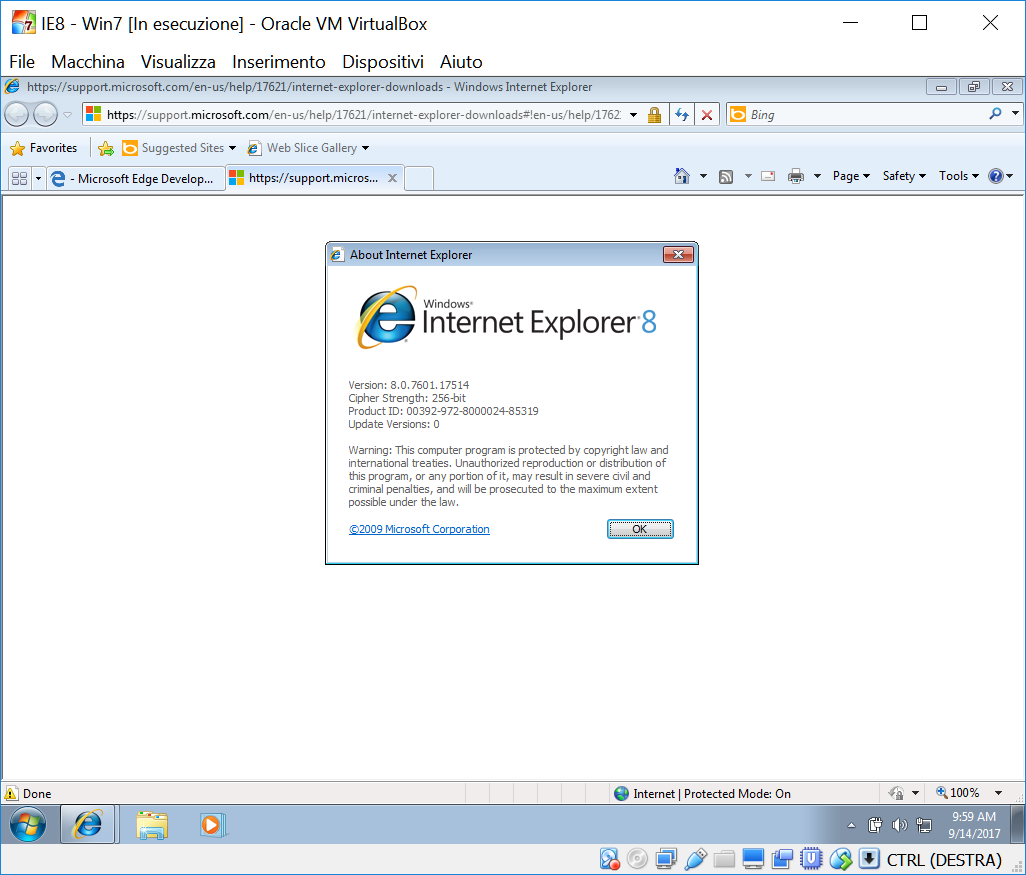 IE8 - Win7 [In esecuzione] - Oracle VM VirtualBox
File Macchina Visualizza Inserimento Dispositivi Aiuto
https://support.microsoft.com/en-us/help/17621/internet-explorer-downloads - Windows Internet Explorer
https://support.microsoft.com/en-us/help/17621/internet-explorer-downloads#!en-us/help/1762 Bing
Favorites Suggested Sites Web Slice Gallery
- Microsoft Edge Develop... https://support.micros... Page Safety Tools
About Internet Explorer
Windows®
Internet Explorer 8
Version: 8.0.7601.17514
Cipher Strength: 256-bit
Product ID: 00392-972-8000024-85319
Update Versions: 0
Warning: This computer program is protected by copyright law and
international treaties. Unauthorized reproduction or distribution of
this program, or any portion of it, may result in severe civil and
criminal penalties, and will be prosecuted to the maximum extent
possible under the law.
©2009 Microsoft Corporation OK
Done Internet | Protected Mode: On 100%
9:59 AM
9/14/2017
CTRL (DESTRA)